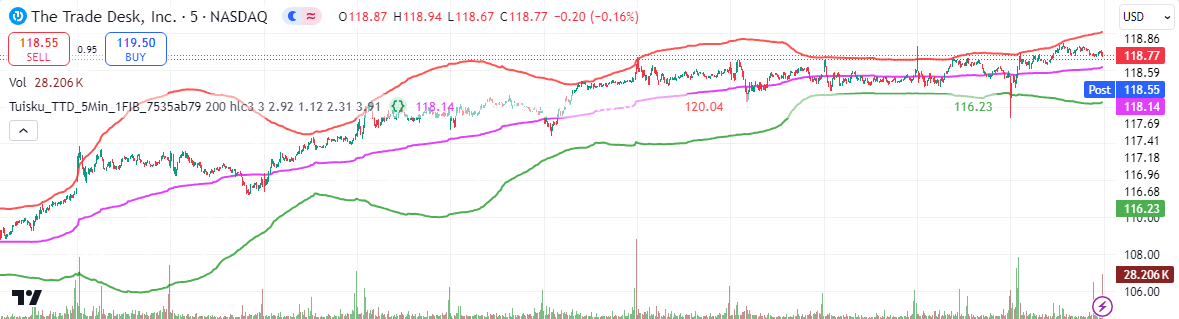 The Trade Desk, Inc. · 5 · NASDAQ O118.87 H118.94 L118.67 C118.77 −0.20 (−0.16%)
USD
118.55 SELL 0.95 119.50 BUY
Vol 28.206 K
Tuisku_TTD_5Min_1FIB_7535ab79 200 hlc3 3 2.92 1.12 2.31 3.91 {} 118.14 120.04 116.23
118.86
118.77
118.59
Post 118.55
118.14
117.69
117.41
117.18
116.96
116.68
116.23
116.00
108.00
28.206 K
106.00